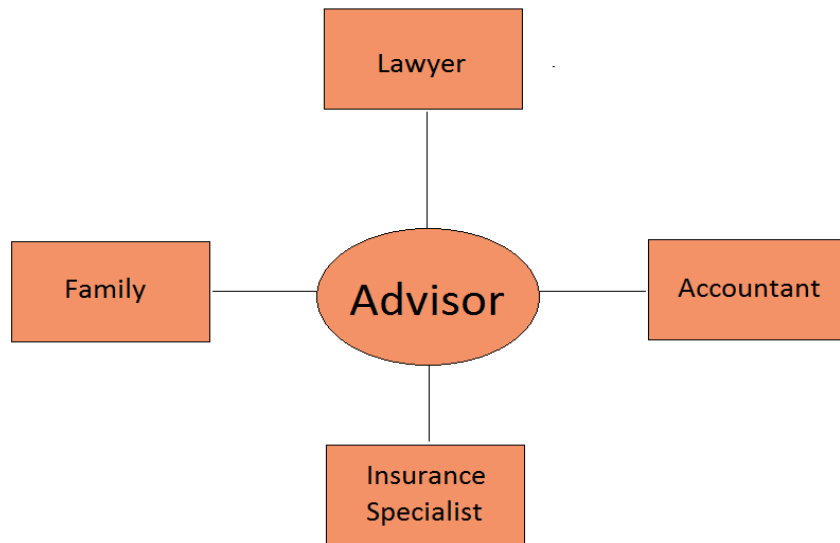 Lawyer
Family
Advisor
Accountant
Insurance
Specialist